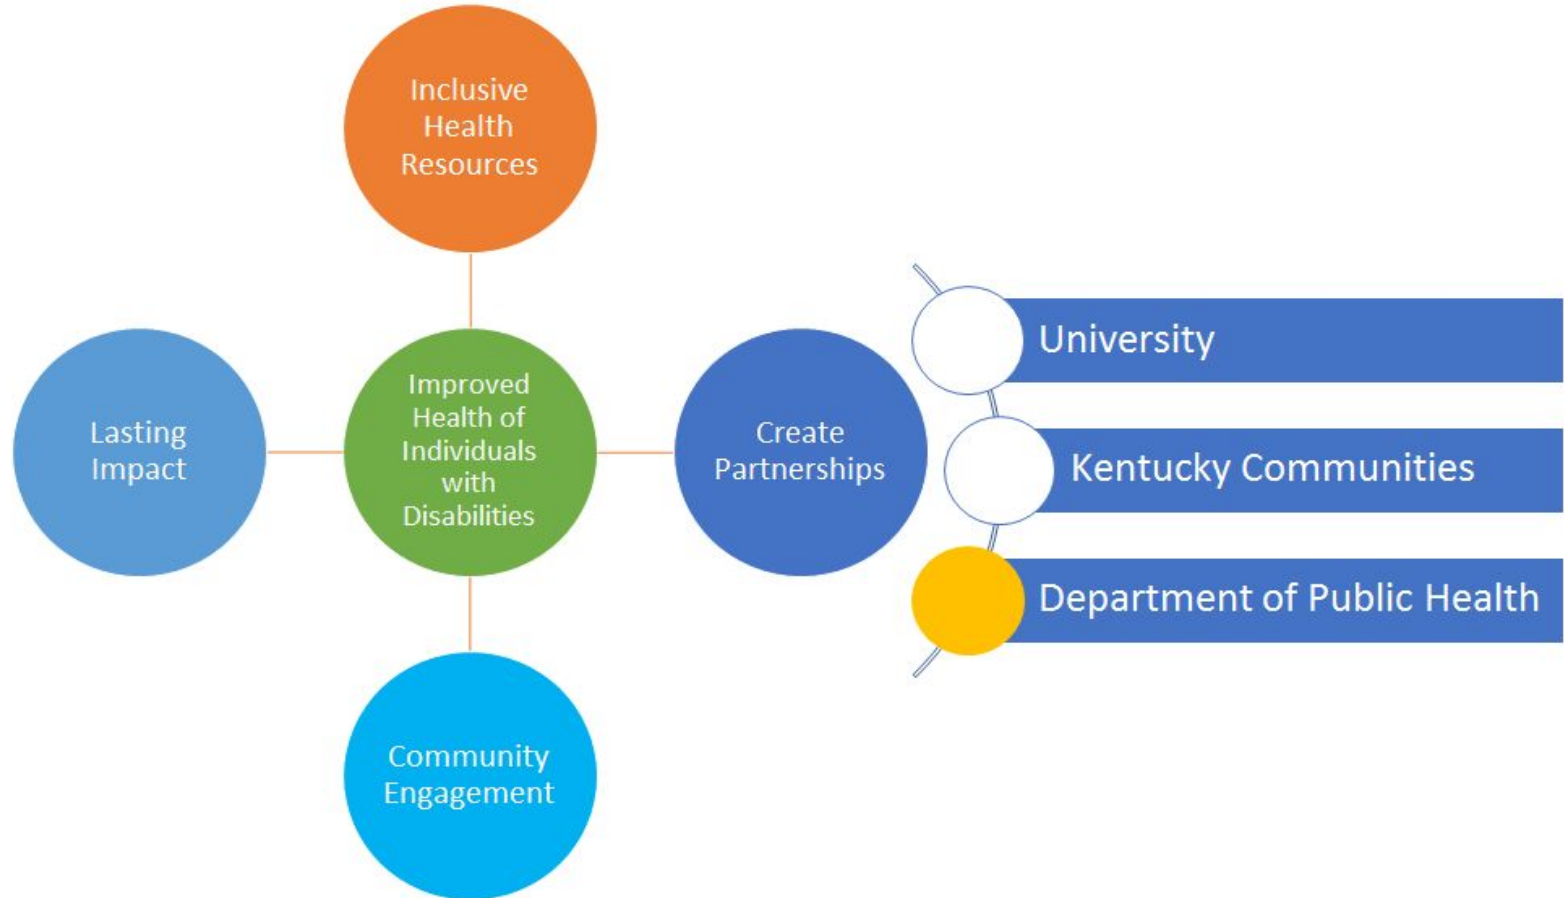 Inclusive
Health
Resources
Lasting
Impact
Improved
Health of
Individuals
with
Disabilities
Create
Partnerships
University
Kentucky Communities
Department of Public Health
Community
Engagement